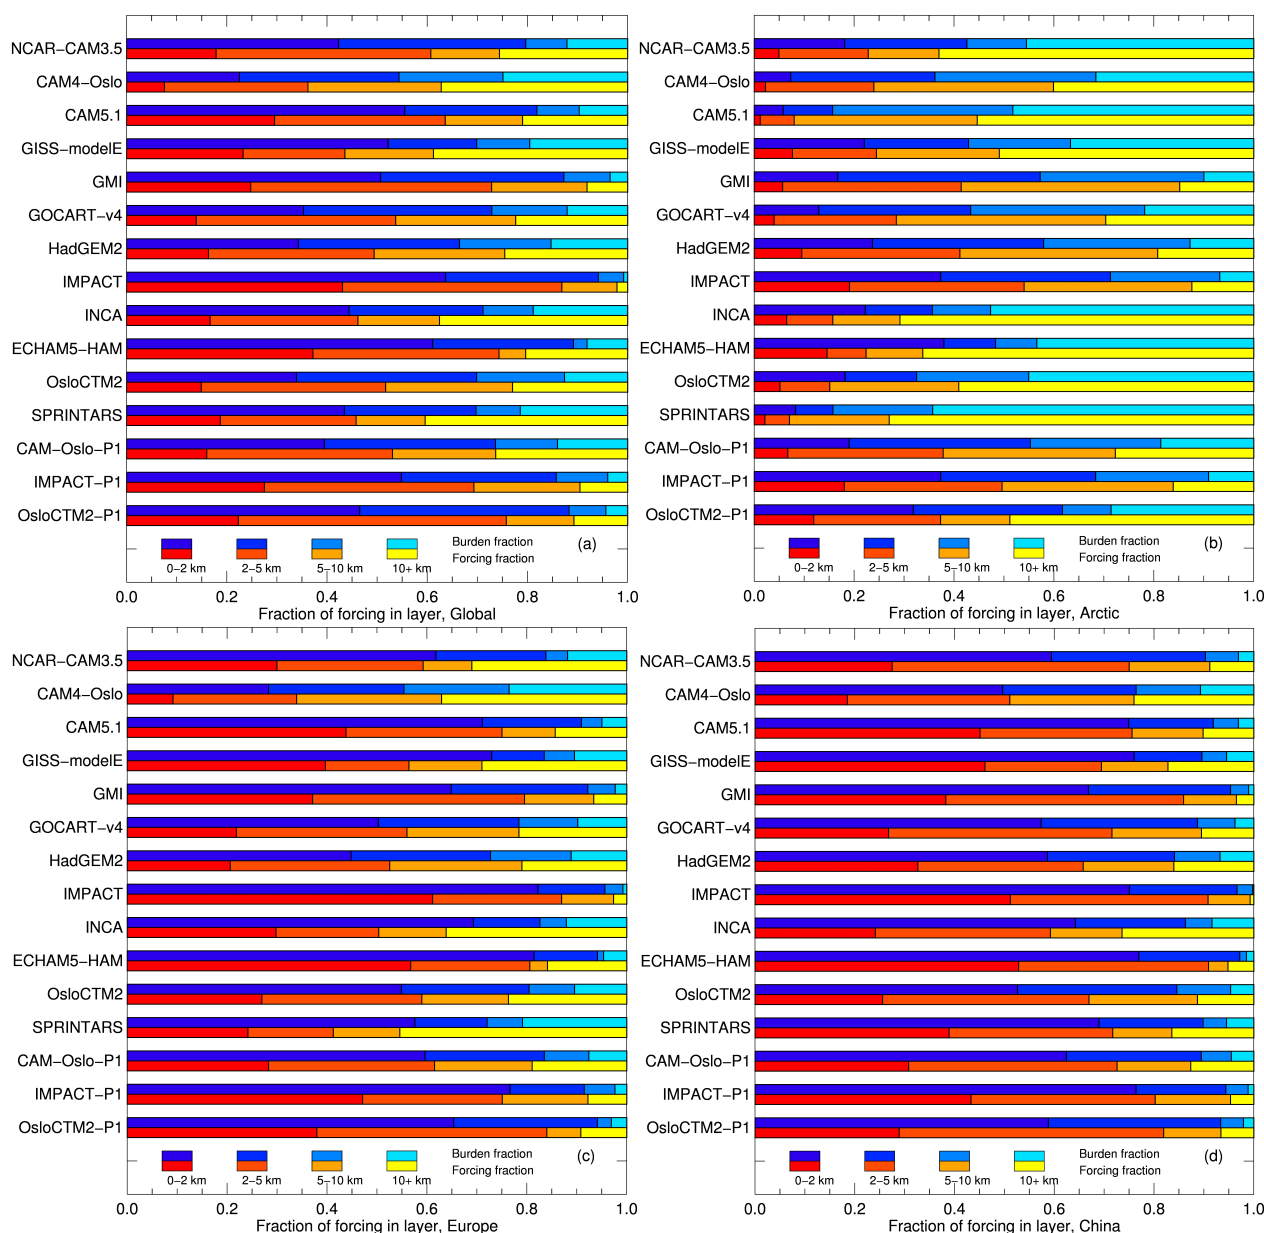 NCAR−CAM3.5
CAM4−Oslo
CAM5.1
GISS−modelE
GMI
GOCART−v4
HadGEM2
IMPACT
INCA
ECHAM5−HAM
OsloCTM2
SPRINTARS
CAM−Oslo−P1
IMPACT−P1
OsloCTM2−P1
Burden fraction (a)
Forcing fraction
0−2 km 2−5 km 5−10 km 10+ km
0.0 0.2 0.4 0.6 0.8 1.0
Fraction of forcing in layer, Global
NCAR−CAM3.5
CAM4−Oslo
CAM5.1
GISS−modelE
GMI
GOCART−v4
HadGEM2
IMPACT
INCA
ECHAM5−HAM
OsloCTM2
SPRINTARS
CAM−Oslo−P1
IMPACT−P1
OsloCTM2−P1
Burden fraction (b)
Forcing fraction
0−2 km 2−5 km 5−10 km 10+ km
0.0 0.2 0.4 0.6 0.8 1.0
Fraction of forcing in layer, Arctic
NCAR−CAM3.5
CAM4−Oslo
CAM5.1
GISS−modelE
GMI
GOCART−v4
HadGEM2
IMPACT
INCA
ECHAM5−HAM
OsloCTM2
SPRINTARS
CAM−Oslo−P1
IMPACT−P1
OsloCTM2−P1
Burden fraction (c)
Forcing fraction
0−2 km 2−5 km 5−10 km 10+ km
0.0 0.2 0.4 0.6 0.8 1.0
Fraction of forcing in layer, Europe
NCAR−CAM3.5
CAM4−Oslo
CAM5.1
GISS−modelE
GMI
GOCART−v4
HadGEM2
IMPACT
INCA
ECHAM5−HAM
OsloCTM2
SPRINTARS
CAM−Oslo−P1
IMPACT−P1
OsloCTM2−P1
Burden fraction (d)
Forcing fraction
0−2 km 2−5 km 5−10 km 10+ km
0.0 0.2 0.4 0.6 0.8 1.0
Fraction of forcing in layer, China